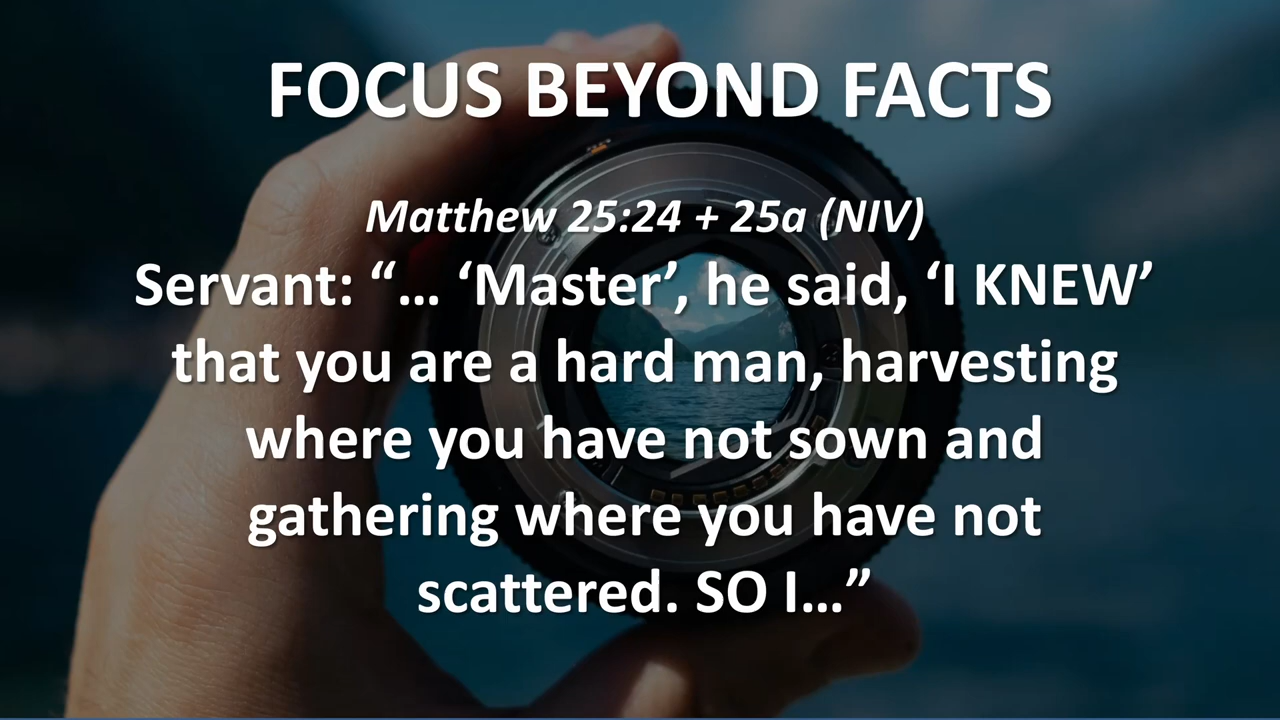 FOCUS BEYOND FACTS
Matthew 25:24 + 25a (NIV)
Servant: “… ‘Master’, he said, ‘I KNEW’
that you are a hard man, harvesting
where you have not sown and
gathering where you have not
scattered. SO I…”